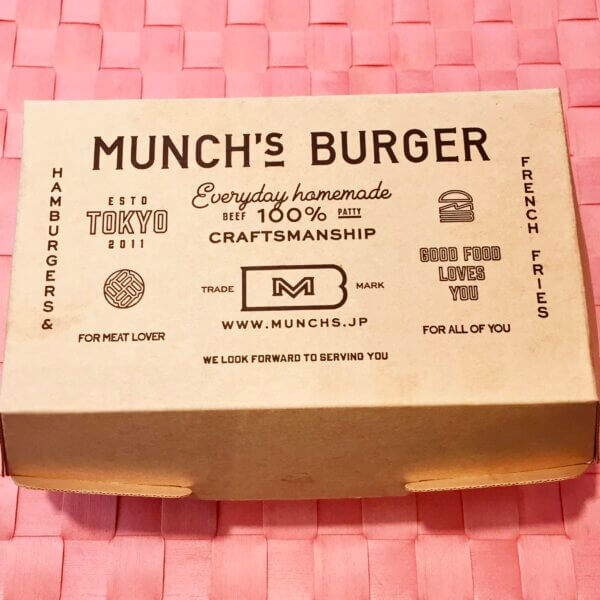 MUNCH's BURGER
HAMBURGERS &
ESTD
TOKYO
2011
FOR MEAT LOVER
Everyday homemade
BEEF 100% PATTY
CRAFTSMANSHIP
TRADE MB MARK
WWW.MUNCHS.JP
WE LOOK FORWARD TO SERVING YOU
GOOD FOOD
LOVES
YOU
FOR ALL OF YOU
FRENCH FRIES